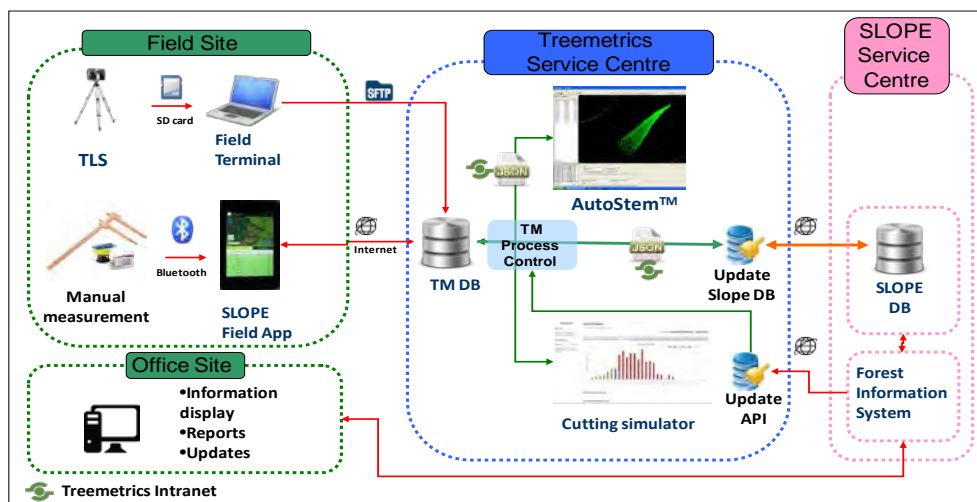 Field Site
Treemetrics
Service Centre
SLOPE
Service
Centre
SD card
TLS
Field
Terminal
SFTP
JSON
AutoStem™
Bluetooth
Manual
measurement
SLOPE
Field App
Internet
TM DB
TM
Process
Control
JSON
Update
Slope DB
SLOPE
DB
Office Site
•Information
display
•Reports
•Updates
Cutting simulator
Update
API
Forest
Information
System
Treemetrics Intranet